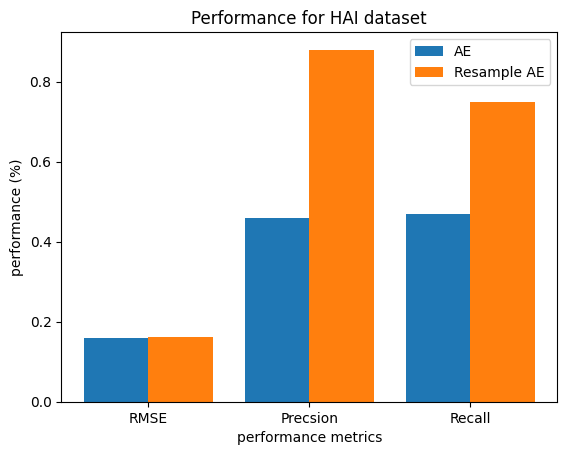 Performance for HAI dataset
AE
Resample AE
performance (%)
0.8
0.6
0.4
0.2
0.0
RMSE Precsion Recall
performance metrics